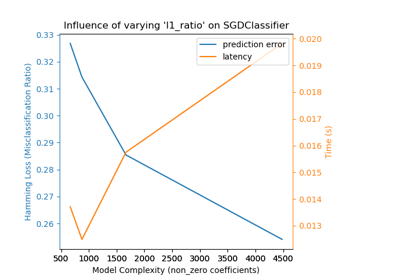 Influence of varying 'l1_ratio' on SGDClassifier
prediction error
latency
Hamming Loss (Misclassification Ratio)
0.33
0.32
0.31
0.30
0.29
0.28
0.27
0.26
0.020
0.019
0.018
0.017
0.016
0.015
0.014
0.013
Time (s)
500 1000 1500 2000 2500 3000 3500 4000 4500
Model Complexity (non_zero coefficients)